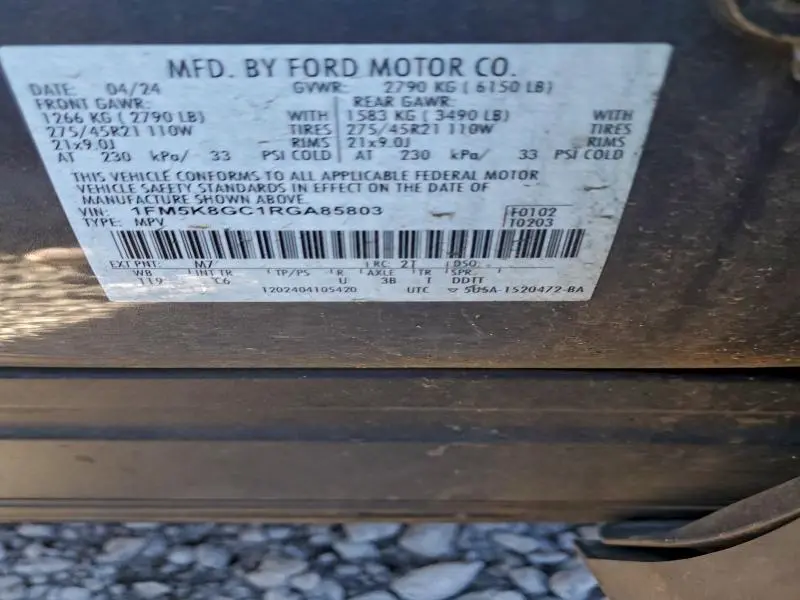 MFD. BY FORD MOTOR CO.
DATE: 04/24 GVWR: 2790 KG ( 6150 LB)
FRONT GAWR: REAR GAWR:
1266 KG ( 2790 LB) WITH 1583 KG ( 3490 LB) WITH
275/45R21 110W TIRES 275/45R21 110W TIRES
21x9.0J RIMS 21x9.0J RIMS
AT 230 kPa/ 33 PSI COLD AT 230 kPa/ 33 PSI COLD
THIS VEHICLE CONFORMS TO ALL APPLICABLE FEDERAL MOTOR
VEHICLE SAFETY STANDARDS IN EFFECT ON THE DATE OF
MANUFACTURE SHOWN ABOVE.
VIN: 1FM5K8GC1RGA85803 F0102
TYPE: MPV T0203
EXT PNT: M7 RC: 2T DSO:
WB INT TR TP/PS R AXLE TR SPR
119 C6 U 3B T DDTT
1202404105420 UTC 5U5A-1520472-BA